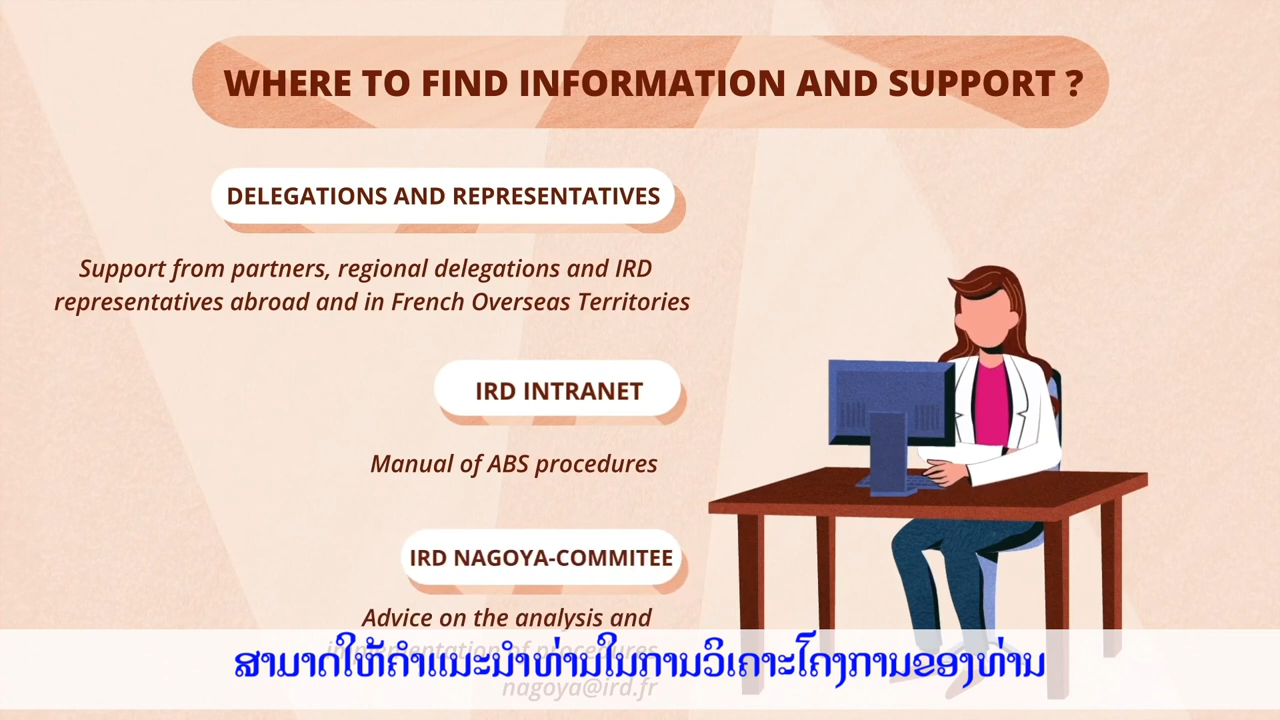 WHERE TO FIND INFORMATION AND SUPPORT ?
DELEGATIONS AND REPRESENTATIVES
Support from partners, regional delegations and IRD
representatives abroad and in French Overseas Territories
IRD INTRANET
Manual of ABS procedures
IRD NAGOYA-COMMITEE
Advice on the analysis and
implementation of procedures
nagoya@ird.fr
ສາມາດໃຫ້ຄຳແນະນຳທ່ານໃນການວິເຄາະໂຄງການຂອງທ່ານ